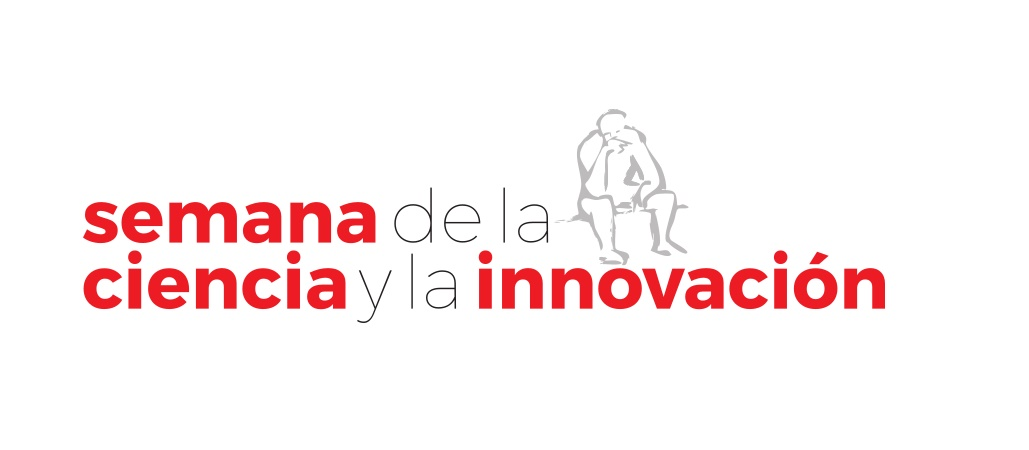 semana de la
ciencia y la innovación